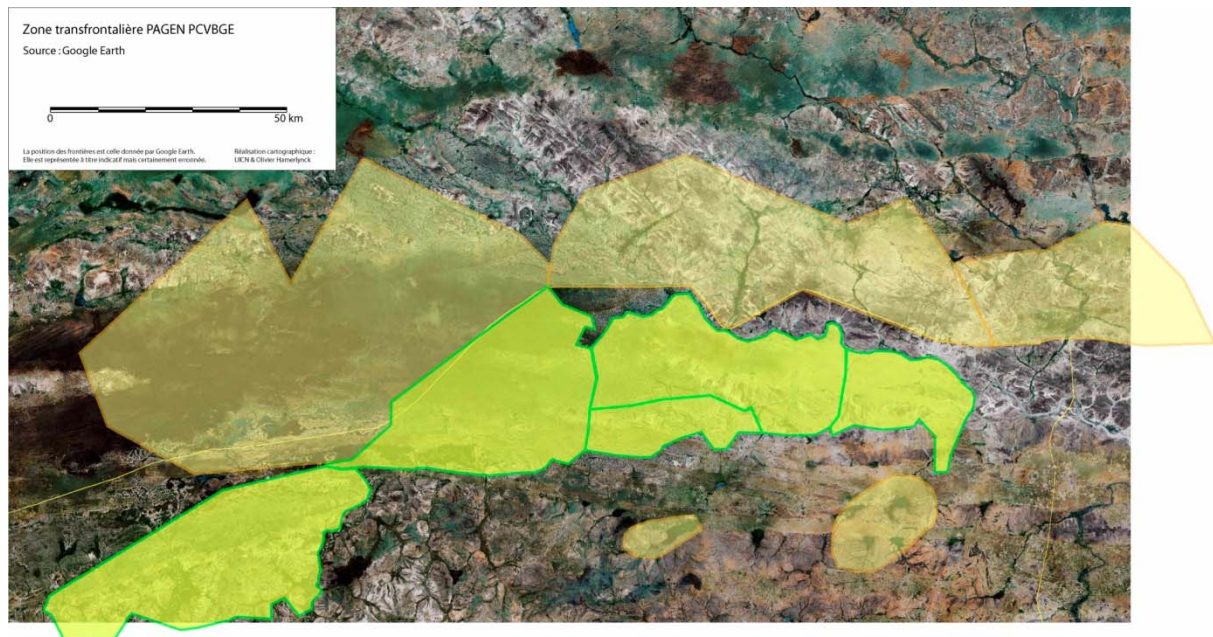 Zone transfrontalière PAGEN PCVBGE
Source : Google Earth
0
50 km
La position des frontières est celle donnée par Google Earth.
Elle est représentée à titre indicatif mais certainement erronnée.
Réalisation cartographique :
UICN & Olivier Hamerlynck